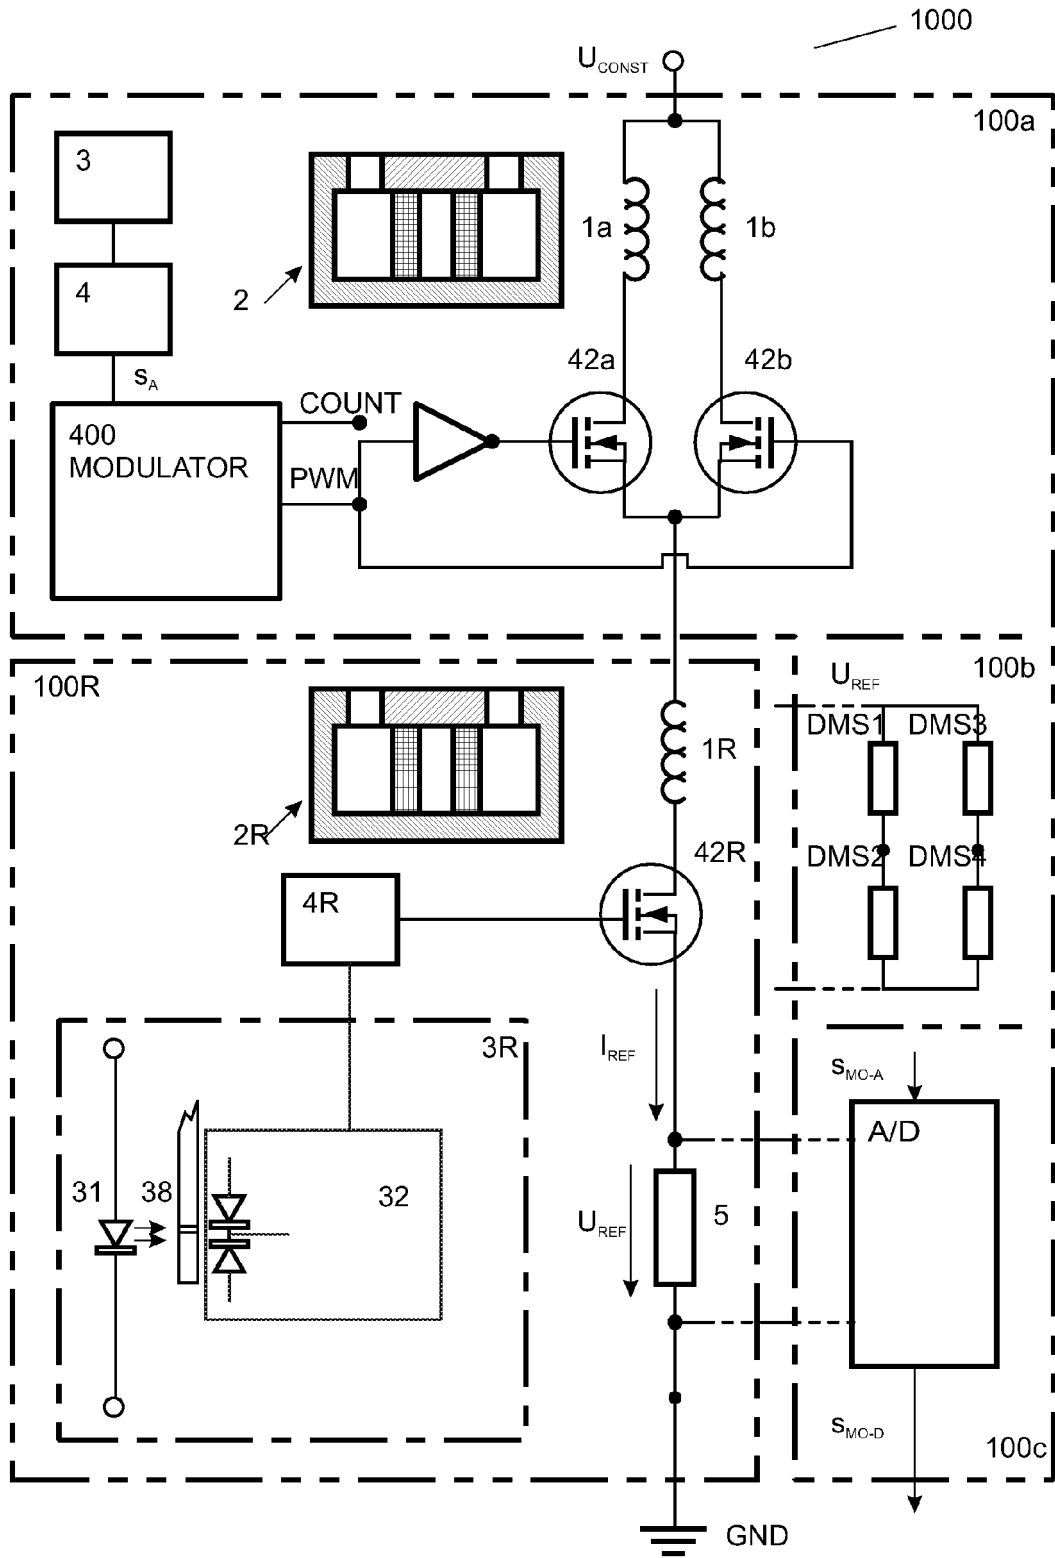 1000
U_CONST
100a
3
1a
1b
4
2
42a
42b
s_A
COUNT
400
MODULATOR
PWM
100R
U_REF
100b
DMS1
DMS3
1R
2R
42R
DMS2
DMS4
4R
3R
I_REF
s_MO-A
A/D
31
38
32
U_REF
5
s_MO-D
100c
GND